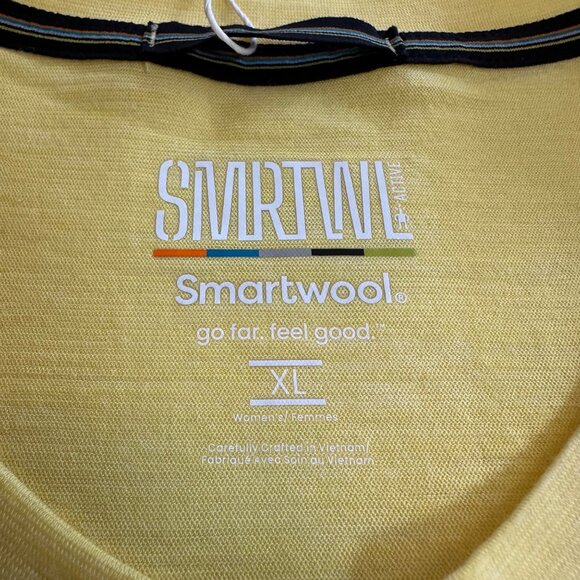 SMRTWL
ACTIVE
Smartwool®
go far. feel good.™
XL
Women's/ Femmes
Carefully Crafted in Vietnam/
Fabriqué Avec Soin au Vietnam